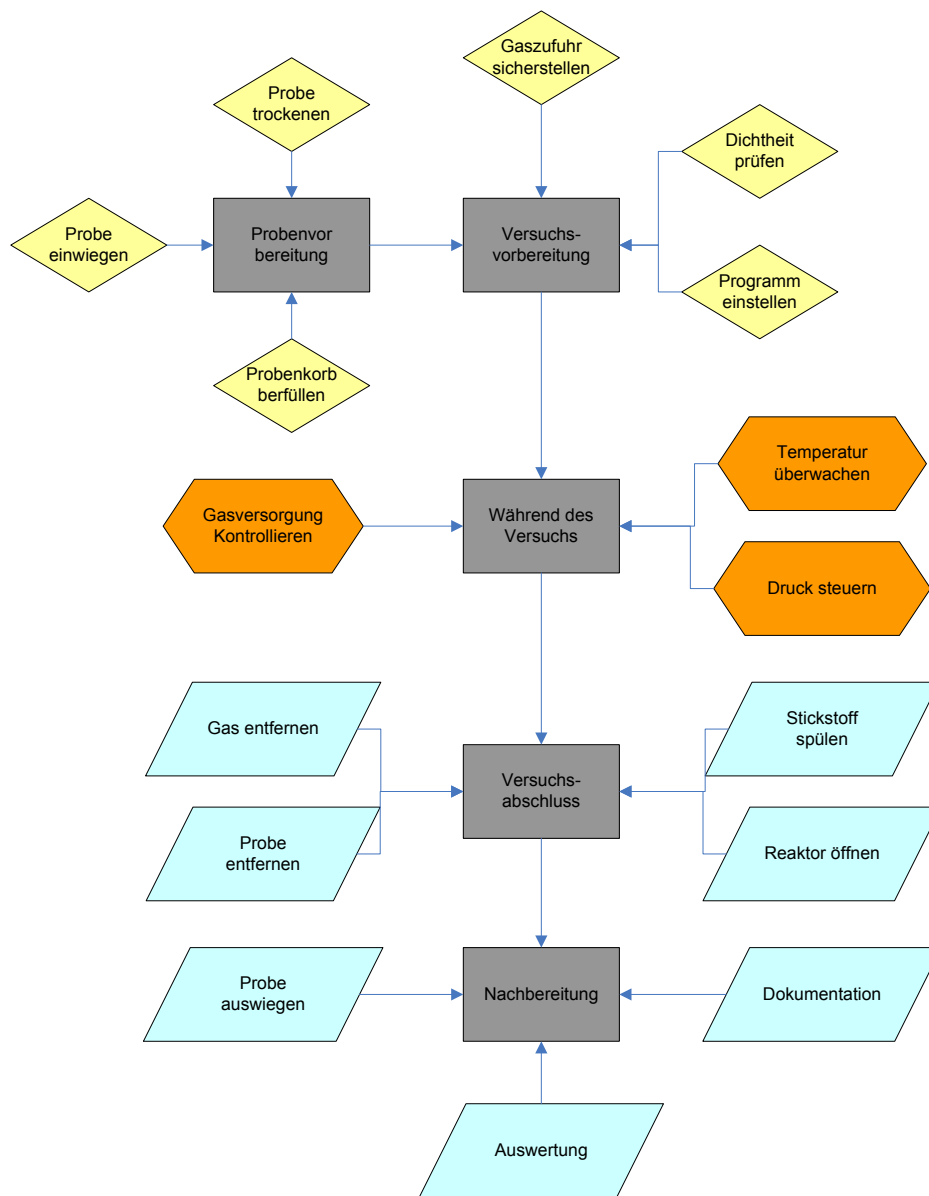 Gaszufuhr
sicherstellen
Probe
trockenen
Dichtheit
prüfen
Probe
einwiegen
Probenvor
bereitung
Versuchs-
vorbereitung
Programm
einstellen
Probenkorb
berfüllen
Temperatur
überwachen
Gasversorgung
Kontrollieren
Während des
Versuchs
Druck steuern
Gas entfernen
Stickstoff
spülen
Versuchs-
abschluss
Probe
entfernen
Reaktor öffnen
Probe
auswiegen
Nachbereitung
Dokumentation
Auswertung